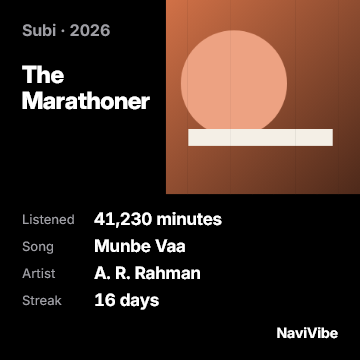 Subi · 2026
The
Marathoner
Listened 41,230 minutes
Song Munbe Vaa
Artist A. R. Rahman
Streak 16 days
NaviVibe